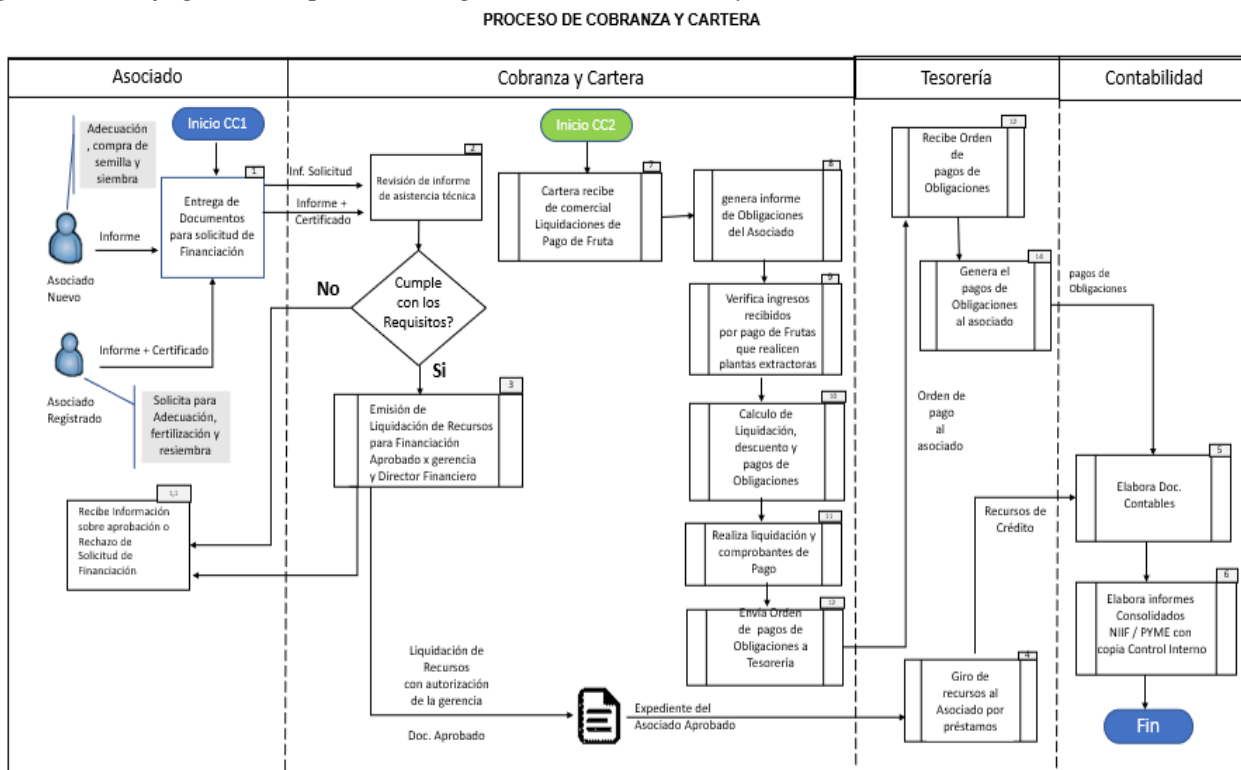 PROCESO DE COBRANZA Y CARTERA
Asociado
Cobranza y Cartera
Tesorería
Contabilidad
Adecuación
, compra de
semilla y
siembra
Inicio CC1
1
Entrega de
Documentos
para solicitud de
Financiación
Informe
Asociado
Nuevo
Informe + Certificado
Asociado
Registrado
Solicita para
Adecuación,
fertilización y
resiembra
1,1
Recibe Información
sobre aprobación o
Rechazo de
Solicitud de
Financiación
Inf. Solicitud
Informe +
Certificado
2
Revisión de informe
de asistencia técnica
No
Cumple
con los
Requisitos?
Si
3
Emisión de
Liquidación de Recursos
para Financiación
Aprobado x gerencia
y Director Financiero
Liquidación de
Recursos
con autorización
de la gerencia
Doc. Aprobado
Expediente del
Asociado Aprobado
Inicio CC2
7
Cartera recibe
de comercial
Liquidaciones de
Pago de Fruta
8
genera informe
de Obligaciones
del Asociado
9
Verifica ingresos
recibidos
por pago de Frutas
que realicen
plantas extractoras
10
Calculo de
Liquidación,
descuento y
pagos de
Obligaciones
11
Realiza liquidación y
comprobantes de
Pago
12
Envía Orden
de pagos de
Obligaciones a
Tesorería
12
Recibe Orden
de
pagos de
Obligaciones
14
Genera el
pagos de
Obligaciones
al asociado
Orden de
pago
al
asociado
4
Giro de
recursos al
Asociado por
préstamos
pagos de
Obligaciones
Recursos de
Crédito
5
Elabora Doc.
Contables
6
Elabora informes
Consolidados
NIIF / PYME con
copia Control Interno
Fin